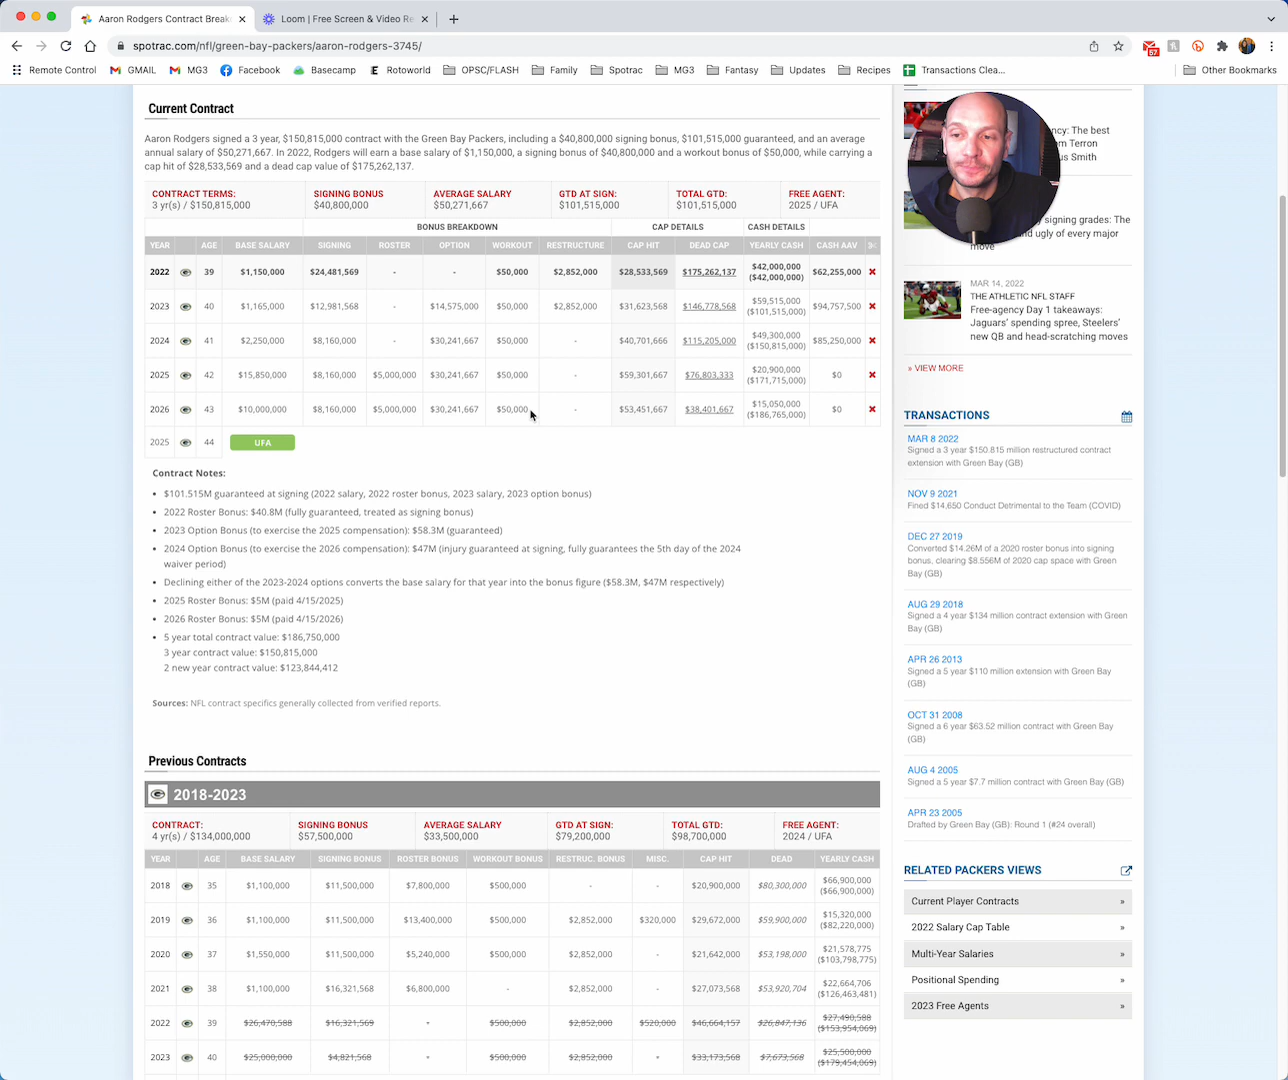 Aaron Rodgers Contract Break
Loom | Free Screen & Video Re
spotrac.com/nfl/green-bay-packers/aaron-rodgers-3745/
57
Remote Control GMAIL MG3 Facebook Basecamp Rotoworld OPSC/FLASH Family Spotrac MG3 Fantasy Updates Recipes Transactions Clea... Other Bookmarks
Current Contract
Aaron Rodgers signed a 3 year, $150,815,000 contract with the Green Bay Packers, including a $40,800,000 signing bonus, $101,515,000 guaranteed, and an average
annual salary of $50,271,667. In 2022, Rodgers will earn a base salary of $1,150,000, a signing bonus of $40,800,000 and a workout bonus of $50,000, while carrying a
cap hit of $28,533,569 and a dead cap value of $175,262,137.
CONTRACT TERMS: SIGNING BONUS AVERAGE SALARY GTD AT SIGN: TOTAL GTD: FREE AGENT:
3 yr(s) / $150,815,000 $40,800,000 $50,271,667 $101,515,000 $101,515,000 2025 / UFA
BONUS BREAKDOWN CAP DETAILS CASH DETAILS
YEAR AGE BASE SALARY SIGNING ROSTER OPTION WORKOUT RESTRUCTURE CAP HIT DEAD CAP YEARLY CASH CASH AAV
2022 39 $1,150,000 $24,481,569 - - $50,000 $2,852,000 $28,533,569 $175,262,137 $42,000,000 ($42,000,000) $62,255,000
2023 40 $1,165,000 $12,981,568 - $14,575,000 $50,000 $2,852,000 $31,623,568 $146,778,568 $59,515,000 ($101,515,000) $94,757,500
2024 41 $2,250,000 $8,160,000 - $30,241,667 $50,000 - $40,701,666 $115,205,000 $49,300,000 ($150,815,000) $85,250,000
2025 42 $15,850,000 $8,160,000 $5,000,000 $30,241,667 $50,000 - $59,301,667 $76,803,333 $20,900,000 ($171,715,000) $0
2026 43 $10,000,000 $8,160,000 $5,000,000 $30,241,667 $50,000 - $53,451,667 $38,401,667 $15,050,000 ($186,765,000) $0
2025 44 UFA
Contract Notes:
• $101.515M guaranteed at signing (2022 salary, 2022 roster bonus, 2023 salary, 2023 option bonus)
• 2022 Roster Bonus: $40.8M (fully guaranteed, treated as signing bonus)
• 2023 Option Bonus (to exercise the 2025 compensation): $58.3M (guaranteed)
• 2024 Option Bonus (to exercise the 2026 compensation): $47M (injury guaranteed at signing, fully guarantees the 5th day of the 2024
waiver period)
• Declining either of the 2023-2024 options converts the base salary for that year into the bonus figure ($58.3M, $47M respectively)
• 2025 Roster Bonus: $5M (paid 4/15/2025)
• 2026 Roster Bonus: $5M (paid 4/15/2026)
• 5 year total contract value: $186,750,000
3 year contract value: $150,815,000
2 new year contract value: $123,844,412
Sources: NFL contract specifics generally collected from verified reports.
Previous Contracts
2018-2023
CONTRACT: SIGNING BONUS AVERAGE SALARY GTD AT SIGN: TOTAL GTD: FREE AGENT:
4 yr(s) / $134,000,000 $57,500,000 $33,500,000 $79,200,000 $98,700,000 2024 / UFA
YEAR AGE BASE SALARY SIGNING BONUS ROSTER BONUS WORKOUT BONUS RESTRUC. BONUS MISC. CAP HIT DEAD YEARLY CASH
2018 35 $1,100,000 $11,500,000 $7,800,000 $500,000 - - $20,900,000 $80,300,000 $66,900,000 ($66,900,000)
2019 36 $1,100,000 $11,500,000 $13,400,000 $500,000 $2,852,000 $320,000 $29,672,000 $59,900,000 $15,320,000 ($82,220,000)
2020 37 $1,550,000 $11,500,000 $5,240,000 $500,000 $2,852,000 - $21,642,000 $53,198,000 $21,578,775 ($103,798,775)
2021 38 $1,100,000 $16,321,568 $6,800,000 - $2,852,000 - $27,073,568 $53,920,704 $22,664,706 ($126,463,481)
2022 39 $26,470,588 $16,321,569 - $500,000 $2,852,000 $520,000 $46,664,157 $26,847,136 $27,490,588 ($153,954,069)
2023 40 $25,000,000 $4,821,568 - $500,000 $2,852,000 - $33,173,568 $7,673,568 $25,500,000 ($179,454,069)
ncy: The best
m Terron
us Smith
signing grades: The
nd ugly of every major
move
MAR 14, 2022
THE ATHLETIC NFL STAFF
Free-agency Day 1 takeaways:
Jaguars' spending spree, Steelers'
new QB and head-scratching moves
» VIEW MORE
TRANSACTIONS
MAR 8 2022
Signed a 3 year $150.815 million restructured contract
extension with Green Bay (GB)
NOV 9 2021
Fined $14,650 Conduct Detrimental to the Team (COVID)
DEC 27 2019
Converted $14.26M of a 2020 roster bonus into signing
bonus, clearing $8.556M of 2020 cap space with Green
Bay (GB)
AUG 29 2018
Signed a 4 year $134 million contract extension with Green
Bay (GB)
APR 26 2013
Signed a 5 year $110 million extension with Green Bay
(GB)
OCT 31 2008
Signed a 6 year $63.52 million contract with Green Bay
(GB)
AUG 4 2005
Signed a 5 year $7.7 million contract with Green Bay (GB)
APR 23 2005
Drafted by Green Bay (GB): Round 1 (#24 overall)
RELATED PACKERS VIEWS
Current Player Contracts »
2022 Salary Cap Table »
Multi-Year Salaries »
Positional Spending »
2023 Free Agents »